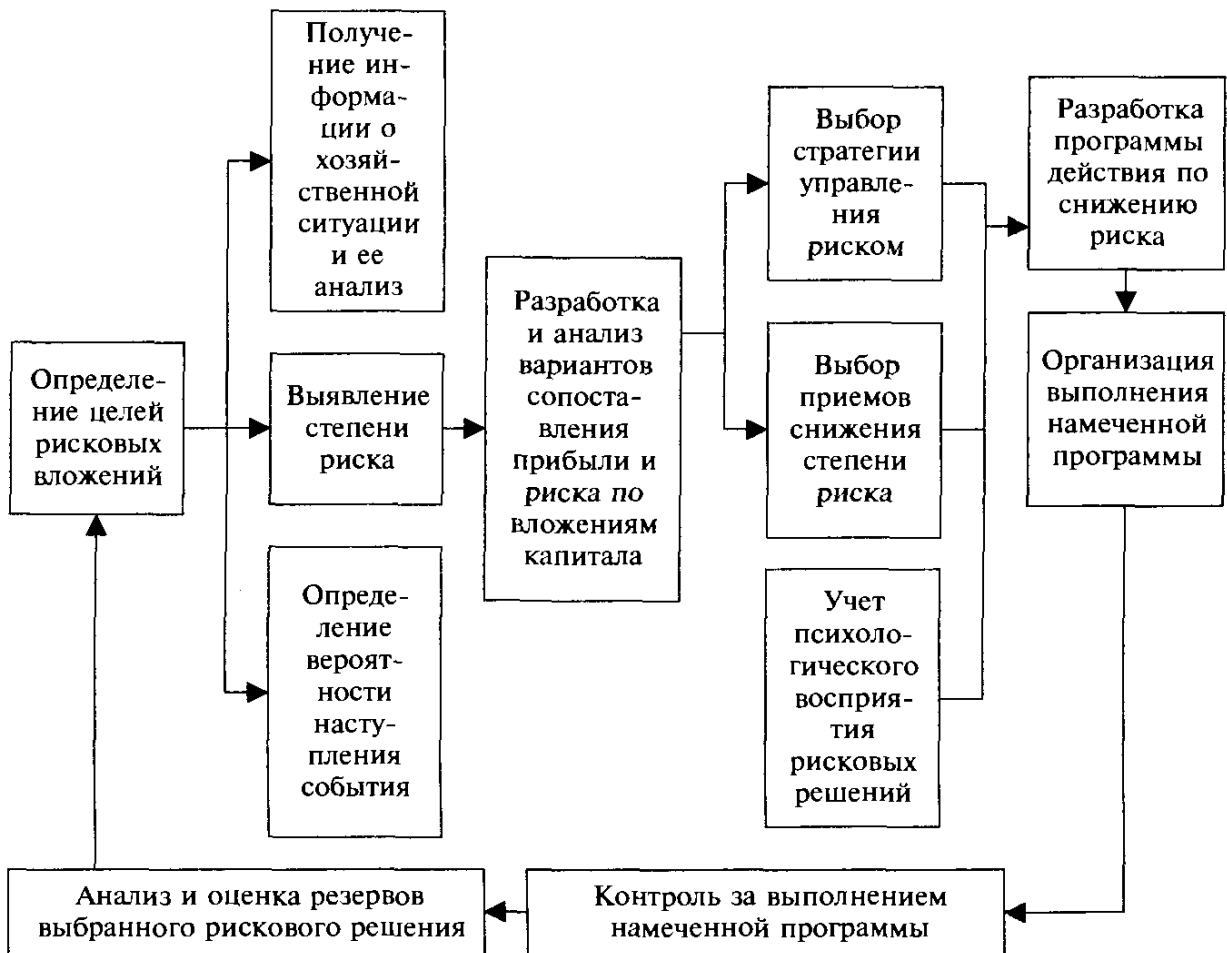 Получе-
ние ин-
форма-
ции о
хозяй-
ственной
ситуации
и ее
анализ
Определе-
ние целей
рисковых
вложений
Выявление
степени
риска
Опреде-
ление
вероят-
ности
насту-
пления
события
Разработка
и анализ
вариантов
сопоста-
вления
прибыли и
риска по
вложениям
капитала
Выбор
стратегии
управле-
ния
риском
Выбор
приемов
снижения
степени
риска
Учет
психоло-
гического
восприя-
тия
рисковых
решений
Разработка
программы
действия по
снижению
риска
Организация
выполнения
намеченной
программы
Контроль за выполнением
намеченной программы
Анализ и оценка резервов
выбранного рискового решения